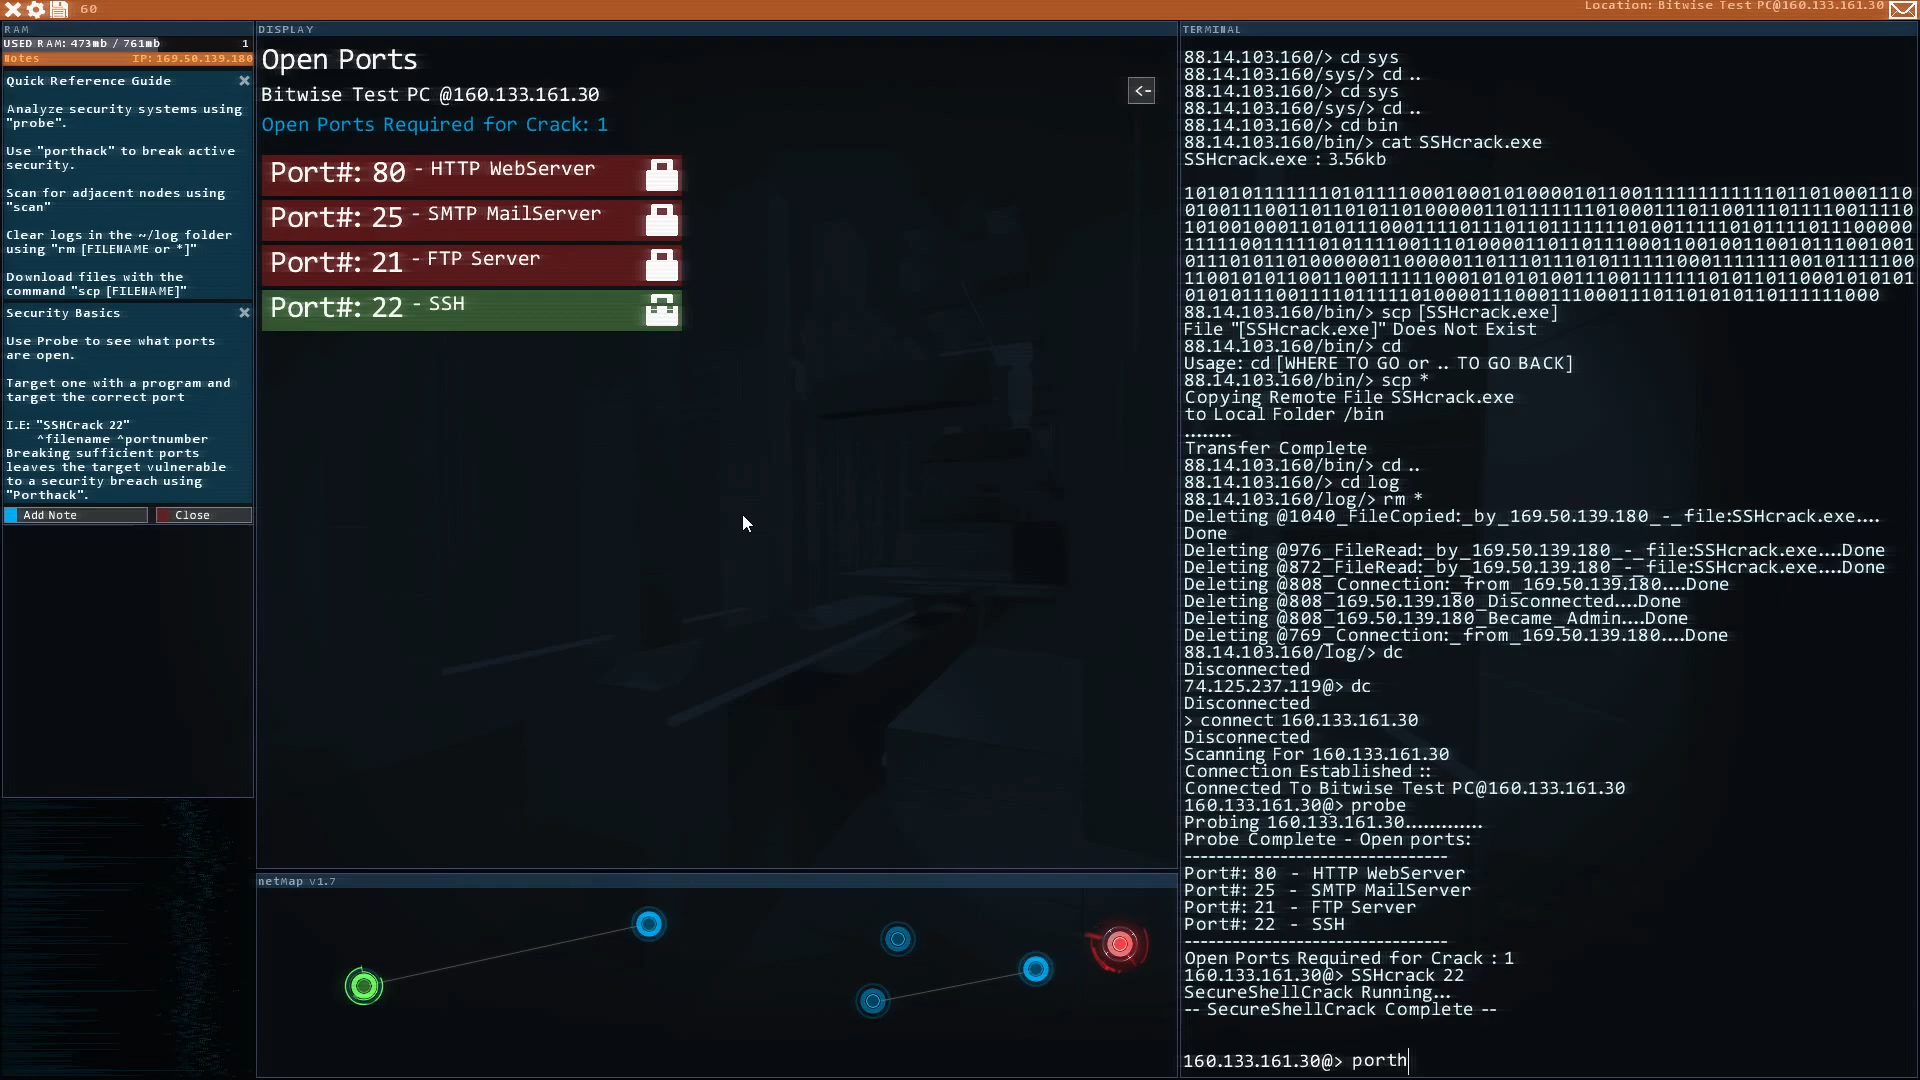 60
Location: Bitwise Test PC@160.133.161.30
RAM
USED RAM: 473mb / 761mb 1
Notes IP:169.50.139.180
Quick Reference Guide
Analyze security systems using
"probe".
Use "porthack" to break active
security.
Scan for adjacent nodes using
"scan"
Clear logs in the ~/log folder
using "rm [FILENAME or *]"
Download files with the
command "scp [FILENAME]"
Security Basics
Use Probe to see what ports
are open.
Target one with a program and
target the correct port
I.E: "SSHCrack 22"
^filename ^portnumber
Breaking sufficient ports
leaves the target vulnerable
to a security breach using
"Porthack".
Add Note Close
DISPLAY
Open Ports
Bitwise Test PC @160.133.161.30
<-
Open Ports Required for Crack: 1
Port#: 80 - HTTP WebServer
Port#: 25 - SMTP MailServer
Port#: 21 - FTP Server
Port#: 22 - SSH
netMap v1.7
TERMINAL
88.14.103.160/> cd sys
88.14.103.160/sys/> cd ..
88.14.103.160/> cd sys
88.14.103.160/sys/> cd ..
88.14.103.160/> cd bin
88.14.103.160/bin/> cat SSHcrack.exe
SSHcrack.exe : 3.56kb
88.14.103.160/bin/> scp [SSHcrack.exe]
File "[SSHcrack.exe]" Does Not Exist
88.14.103.160/bin/> cd
Usage: cd [WHERE TO GO or .. TO GO BACK]
88.14.103.160/bin/> scp *
Copying Remote File SSHcrack.exe
to Local Folder /bin
........
Transfer Complete
88.14.103.160/bin/> cd ..
88.14.103.160/> cd log
88.14.103.160/log/> rm *
Deleting @1040_FileCopied:_by_169.50.139.180_-_file:SSHcrack.exe....
Done
Deleting @976_FileRead:_by_169.50.139.180_-_file:SSHcrack.exe....Done
Deleting @872_FileRead:_by_169.50.139.180_-_file:SSHcrack.exe....Done
Deleting @808_Connection:_from_169.50.139.180....Done
Deleting @808_169.50.139.180_Disconnected....Done
Deleting @808_169.50.139.180_Became_Admin....Done
Deleting @769_Connection:_from_169.50.139.180....Done
88.14.103.160/log/> dc
Disconnected
74.125.237.119@> dc
Disconnected
> connect 160.133.161.30
Disconnected
Scanning For 160.133.161.30
Connection Established ::
Connected To Bitwise Test PC@160.133.161.30
160.133.161.30@> probe
Probing 160.133.161.30.............
Probe Complete - Open ports:
---------------------------------
Port#: 80 - HTTP WebServer
Port#: 25 - SMTP MailServer
Port#: 21 - FTP Server
Port#: 22 - SSH
---------------------------------
Open Ports Required for Crack : 1
160.133.161.30@> SSHcrack 22
SecureShellCrack Running...
-- SecureShellCrack Complete --
160.133.161.30@> porth